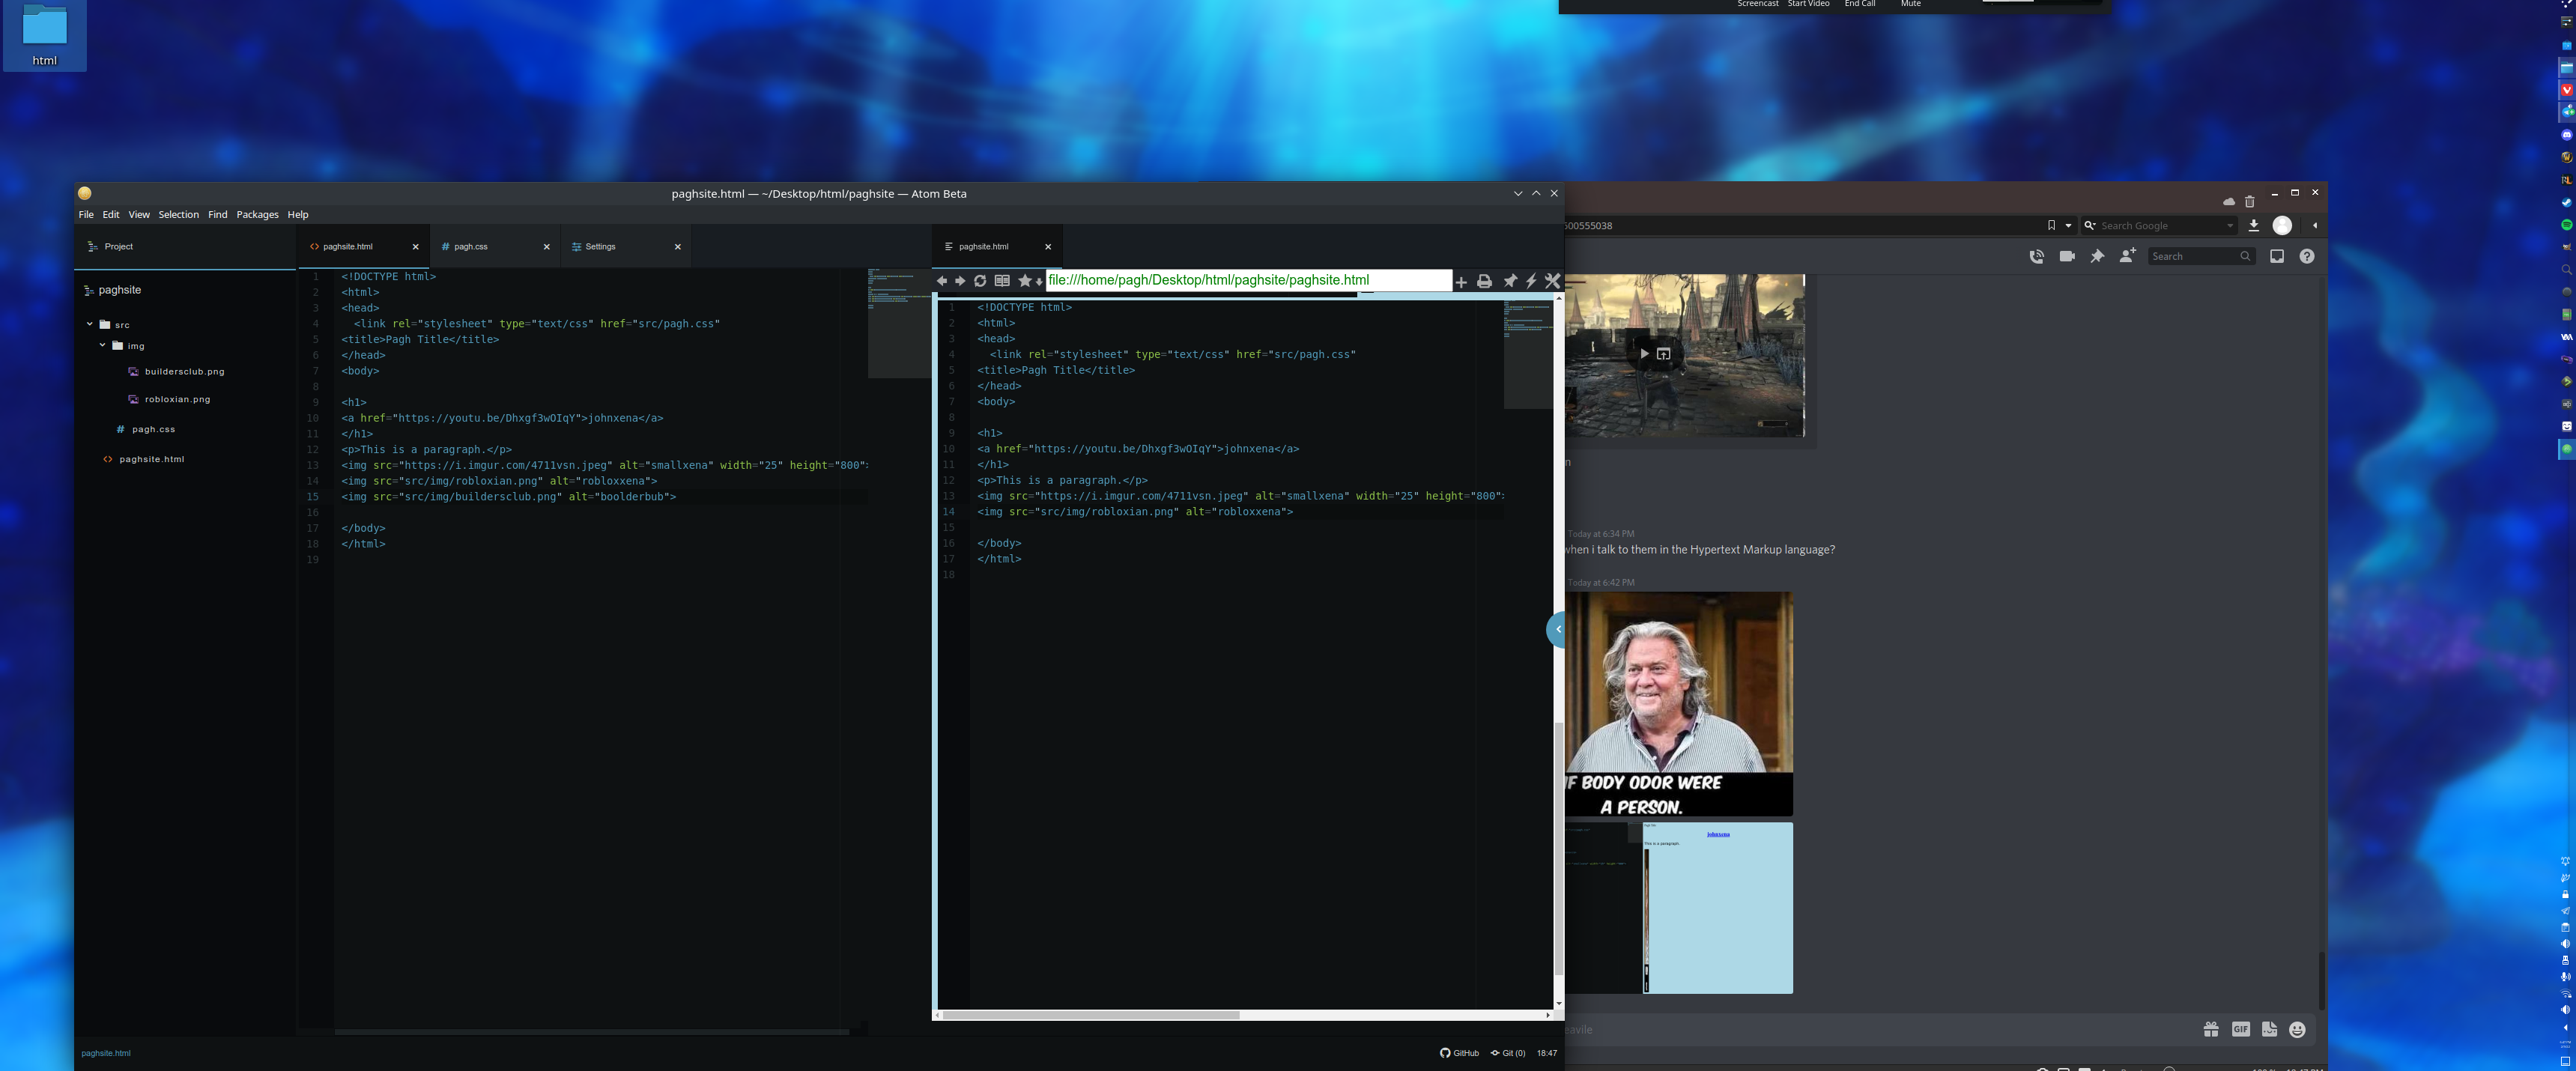 Screencast Start Video End Call Mute
html
paghsite.html — ~/Desktop/html/paghsite — Atom Beta
File Edit View Selection Find Packages Help
Project
paghsite
src
img
buildersclub.png
robloxian.png
pagh.css
paghsite.html
paghsite.html pagh.css Settings
1 <!DOCTYPE html>
2 <html>
3 <head>
4 <link rel="stylesheet" type="text/css" href="src/pagh.css"
5 <title>Pagh Title</title>
6 </head>
7 <body>
8
9 <h1>
10 <a href="https://youtu.be/Dhxgf3wOIqY">johnxena</a>
11 </h1>
12 <p>This is a paragraph.</p>
13 <img src="https://i.imgur.com/4711vsn.jpeg" alt="smallxena" width="25" height="800"
14 <img src="src/img/robloxian.png" alt="robloxxena">
15 <img src="src/img/buildersclub.png" alt="boolderbub">
16
17 </body>
18 </html>
19
paghsite.html
file:///home/pagh/Desktop/html/paghsite/paghsite.html
1 <!DOCTYPE html>
2 <html>
3 <head>
4 <link rel="stylesheet" type="text/css" href="src/pagh.css"
5 <title>Pagh Title</title>
6 </head>
7 <body>
8
9 <h1>
10 <a href="https://youtu.be/Dhxgf3wOIqY">johnxena</a>
11 </h1>
12 <p>This is a paragraph.</p>
13 <img src="https://i.imgur.com/4711vsn.jpeg" alt="smallxena" width="25" height="800"
14 <img src="src/img/robloxian.png" alt="robloxxena">
15
16 </body>
17 </html>
18
paghsite.html
GitHub Git (0) 18:47
600555038
Search Google
Search
n
Today at 6:34 PM
when i talk to them in the Hypertext Markup language?
Today at 6:42 PM
IF BODY ODOR WERE
A PERSON.
johnxena
This is a paragraph.
eavile
GIF